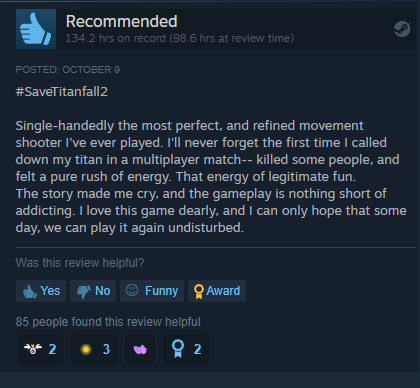 Recommended
134.2 hrs on record (98.6 hrs at review time)
POSTED: OCTOBER 9
#SaveTitanfall2
Single-handedly the most perfect, and refined movement
shooter I've ever played. I'll never forget the first time I called
down my titan in a multiplayer match-- killed some people, and
felt a pure rush of energy. That energy of legitimate fun.
The story made me cry, and the gameplay is nothing short of
addicting. I love this game dearly, and I can only hope that some
day, we can play it again undisturbed.
Was this review helpful?
Yes No Funny Award
85 people found this review helpful
2 3 2